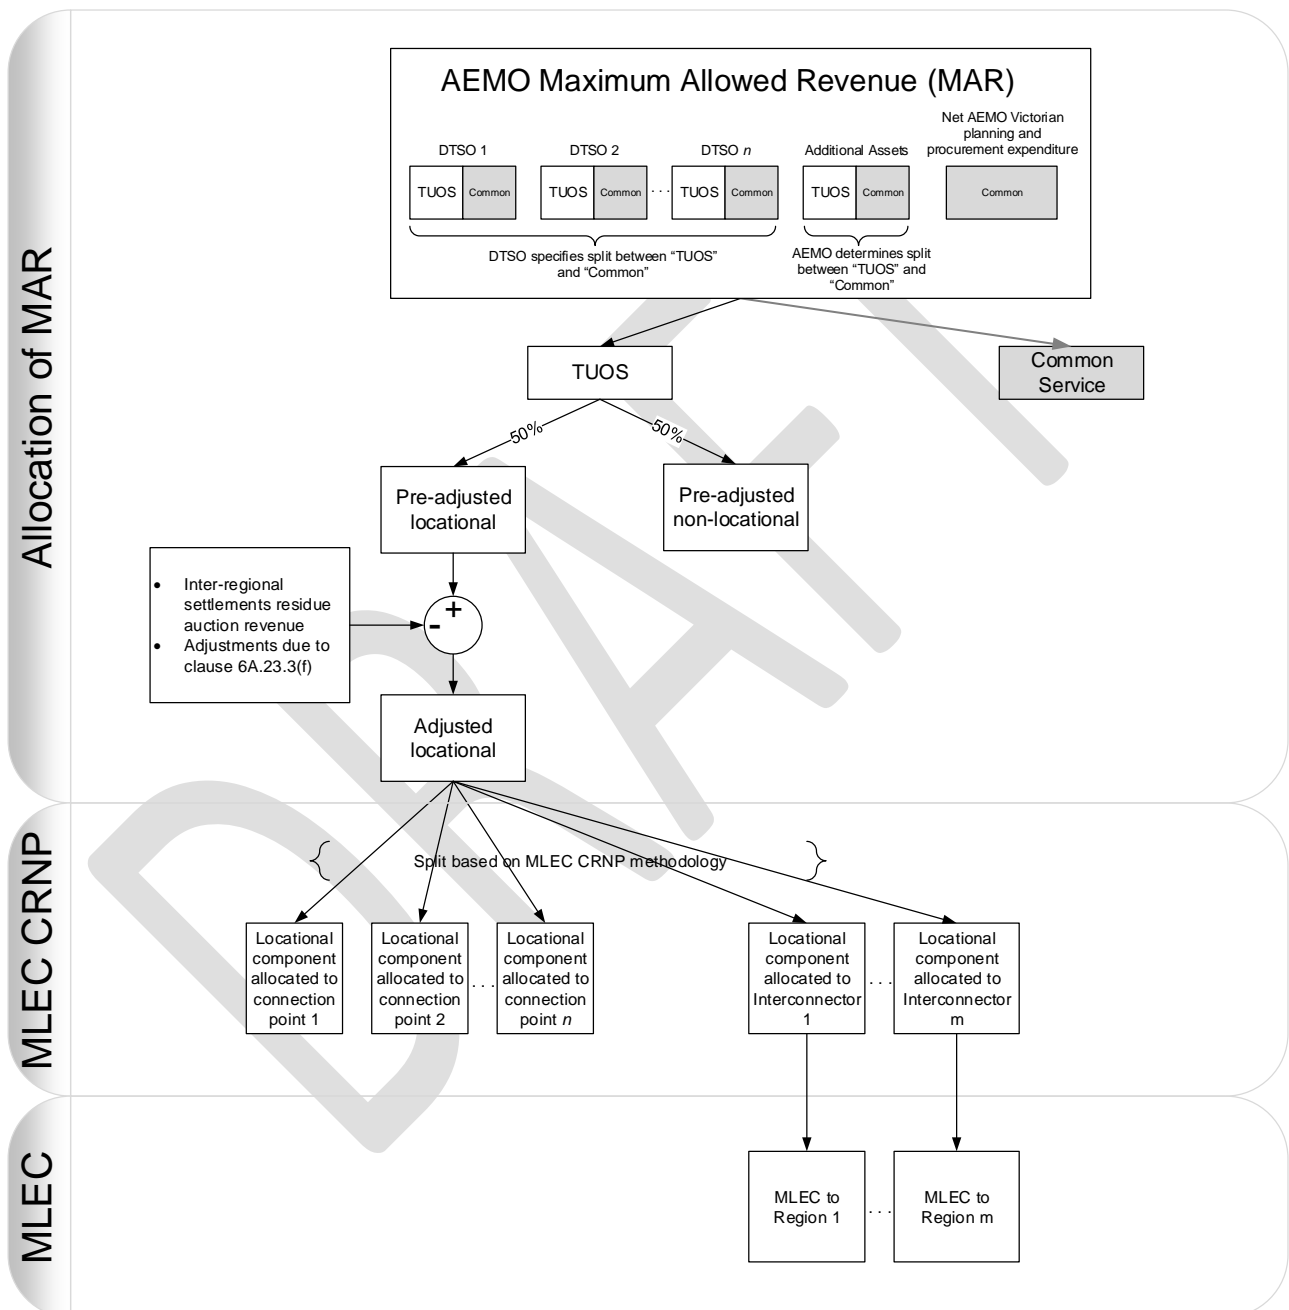 Allocation of MAR
AEMO Maximum Allowed Revenue (MAR)
Net AEMO Victorian
planning and
procurement expenditure
DTSO 1
DTSO 2
DTSO n
Additional Assets
TUOS
Common
TUOS
Common
. . .
TUOS
Common
TUOS
Common
Common
DTSO specifies split between “TUOS”
and “Common”
AEMO determines split
between “TUOS” and
“Common”
TUOS
Common
Service
50%
50%
Pre-adjusted
locational
Pre-adjusted
non-locational
• Inter-regional
settlements residue
auction revenue
• Adjustments due to
clause 6A.23.3(f)
+
-
Adjusted
locational
DRAFT
MLEC CRNP
Split based on MLEC CRNP methodology
Locational
component
allocated to
connection
point 1
Locational
component
allocated to
connection
point 2
. . .
Locational
component
allocated to
connection
point n
Locational
component
allocated to
Interconnector
1
. . .
Locational
component
allocated to
Interconnector
m
MLEC
MLEC to
Region 1
. . .
MLEC to
Region m